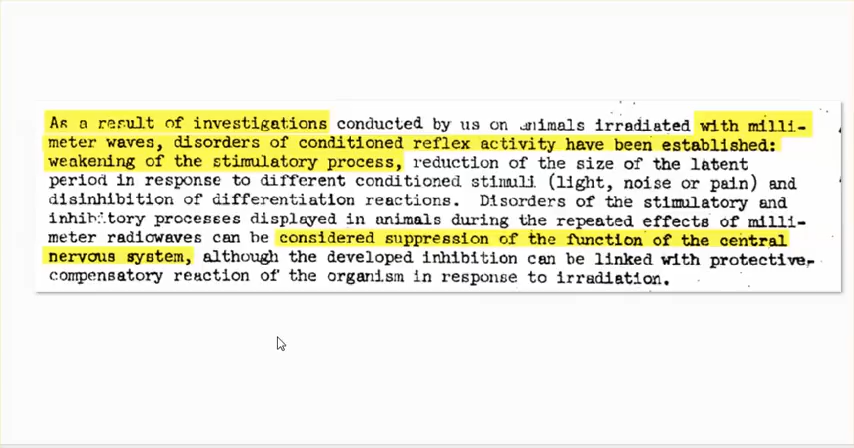 As a result of investigations conducted by us on animals irradiated with milli-
meter waves, disorders of conditioned reflex activity have been established:
weakening of the stimulatory process, reduction of the size of the latent
period in response to different conditioned stimuli (light, noise or pain) and
disinhibition of differentiation reactions. Disorders of the stimulatory and
inhibitory processes displayed in animals during the repeated effects of milli-
meter radiowaves can be considered suppression of the function of the central
nervous system, although the developed inhibition can be linked with protective-
compensatory reaction of the organism in response to irradiation.